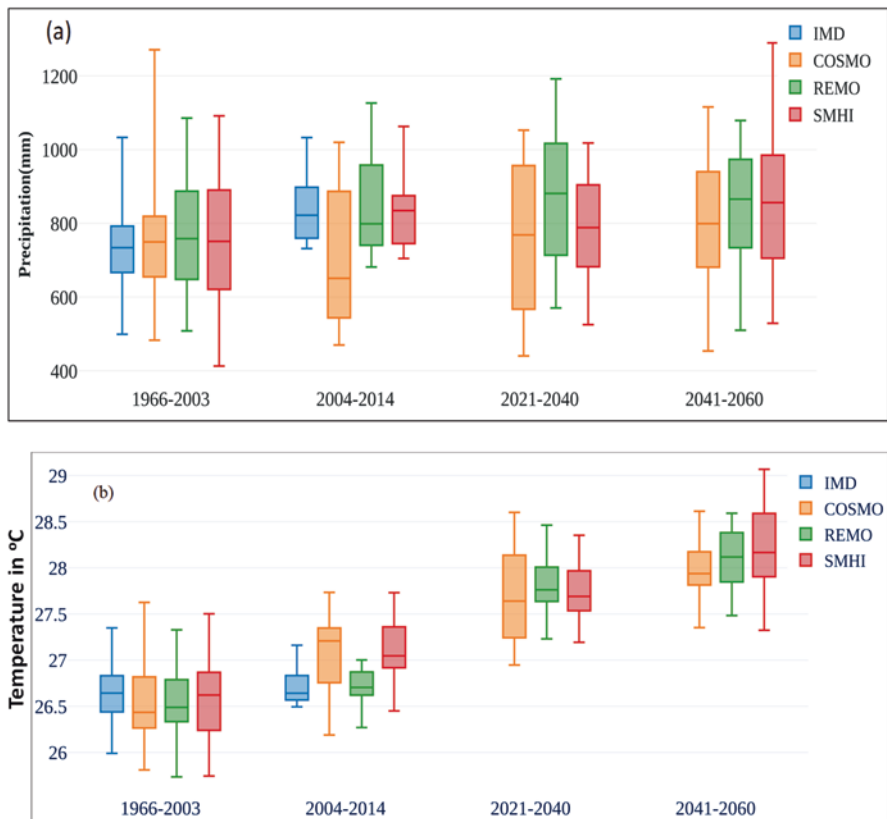 (a)
IMD
COSMO
REMO
SMHI
Precipitation(mm)
1200
1000
800
600
400
1966-2003
2004-2014
2021-2040
2041-2060
(b)
IMD
COSMO
REMO
SMHI
Temperature in ºC
29
28.5
28
27.5
27
26.5
26
1966-2003
2004-2014
2021-2040
2041-2060